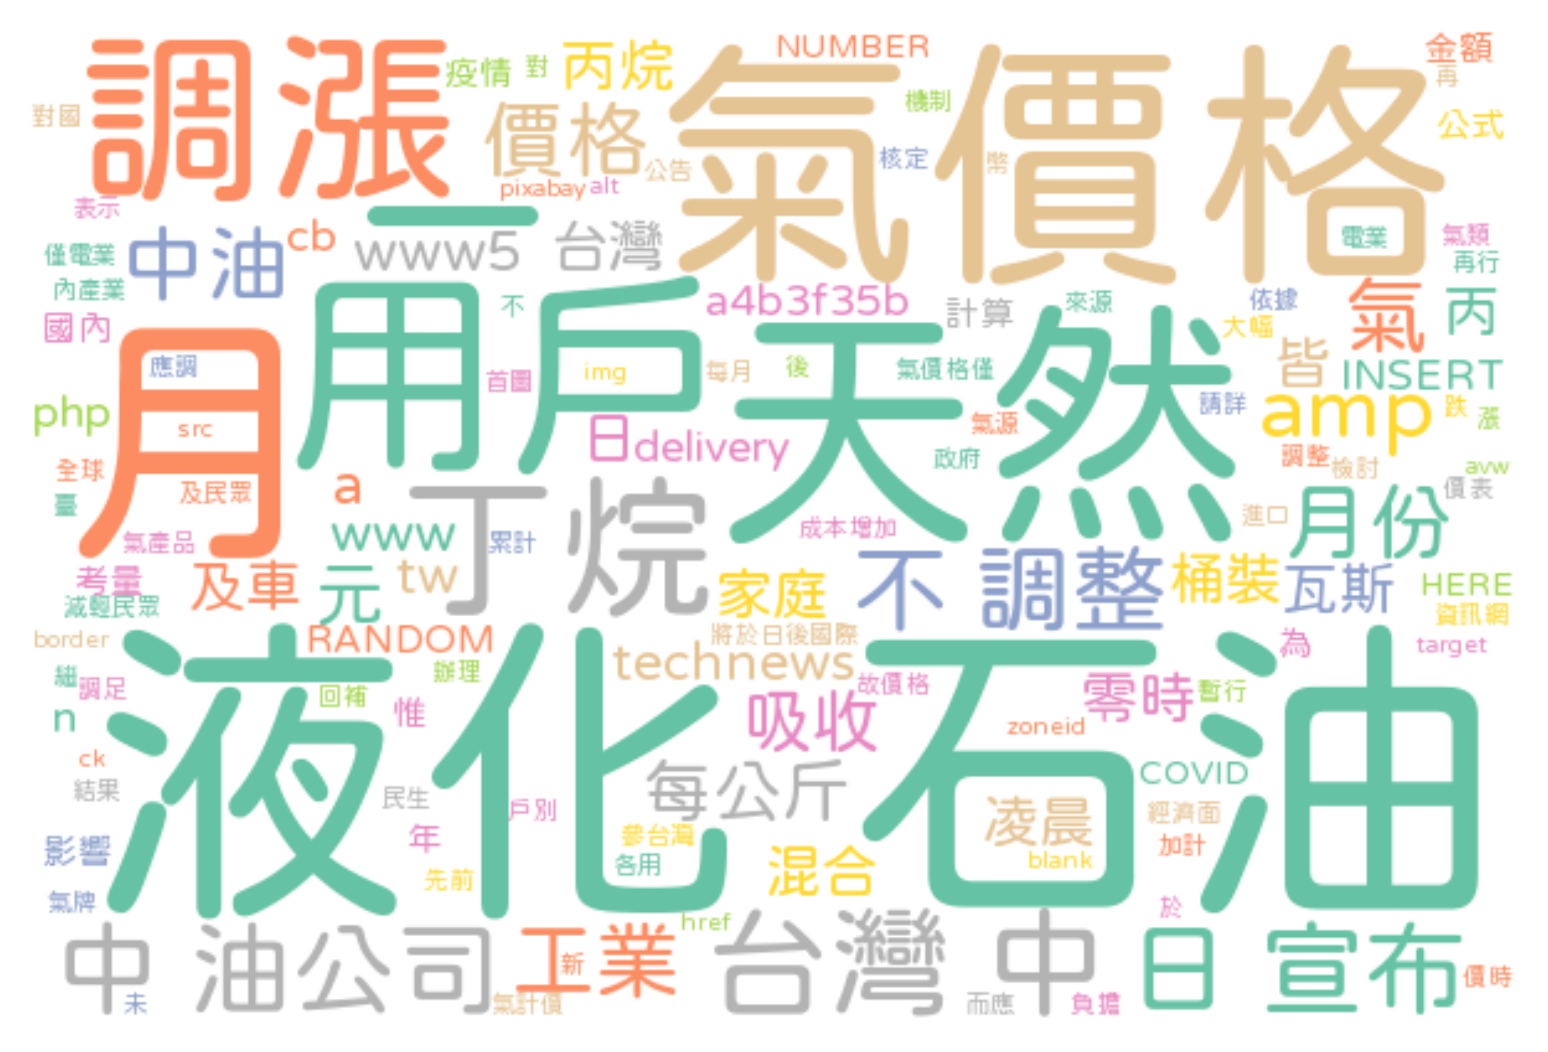 調漲
疫情
對
丙烷
NUMBER
氣價格
金額
再
對國
價格
公告
機制
核定
幣
公式
pixabay
alt
表示
一
中油
cb
www5
台灣
電業
氣類
僅電業
內產業
再行
國內
用戶
不
a4b3f35b
計算
來源
依據
大幅
氣
丙
月
應調
首圖
img
每月
後
天然
氣價格僅
皆
INSERT
php
src
日
delivery
氣源
請詳
amp
跌
漲
全球
及民眾
a
政府
調整
檢討
avw
價表
臺
丁烷
成本增加
進口
月份
氣產品
www
累計
考量
及車
元
tw
家庭
不調整
桶裝
瓦斯
HERE
減輕民眾
資訊網
border
RANDOM
將於日後國際
technews
為
target
液化石油
繼
調足
回補
辦理
故價格
零時
暫行
n
惟
吸收
zoneid
ck
結果
民生
每公斤
COVID
戶別
凌晨
經濟面
影響
年
參台灣
各用
混合
blank
加計
先前
氣牌
href
於
中油公司
工業
新
台灣中
日
宣布
價時
未
氣計價
而應
負擔